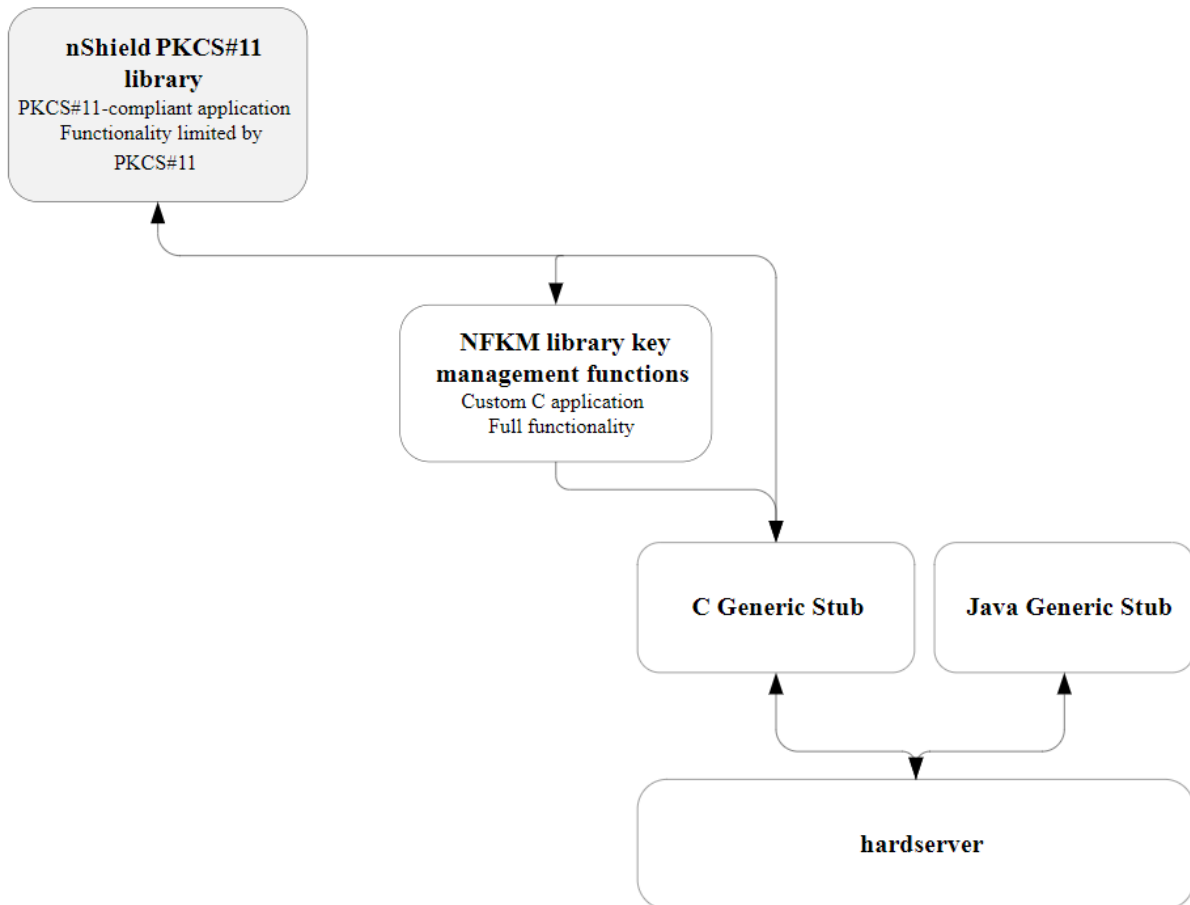 nShield PKCS#11
library
PKCS#11-compliant application
Functionality limited by
PKCS#11
NFKM library key
management functions
Custom C application
Full functionality
C Generic Stub
Java Generic Stub
hardserver